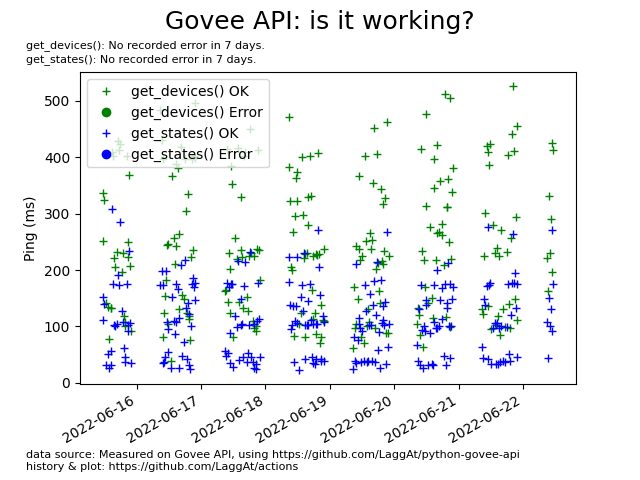 Govee API: is it working?
get_devices(): No recorded error in 7 days.
get_states(): No recorded error in 7 days.
get_devices() OK
get_devices() Error
get_states() OK
get_states() Error
Ping (ms)
500
400
300
200
100
0
2022-06-16
2022-06-17
2022-06-18
2022-06-19
2022-06-20
2022-06-21
2022-06-22
data source: Measured on Govee API, using https://github.com/LaggAt/python-govee-api
history & plot: https://github.com/LaggAt/actions